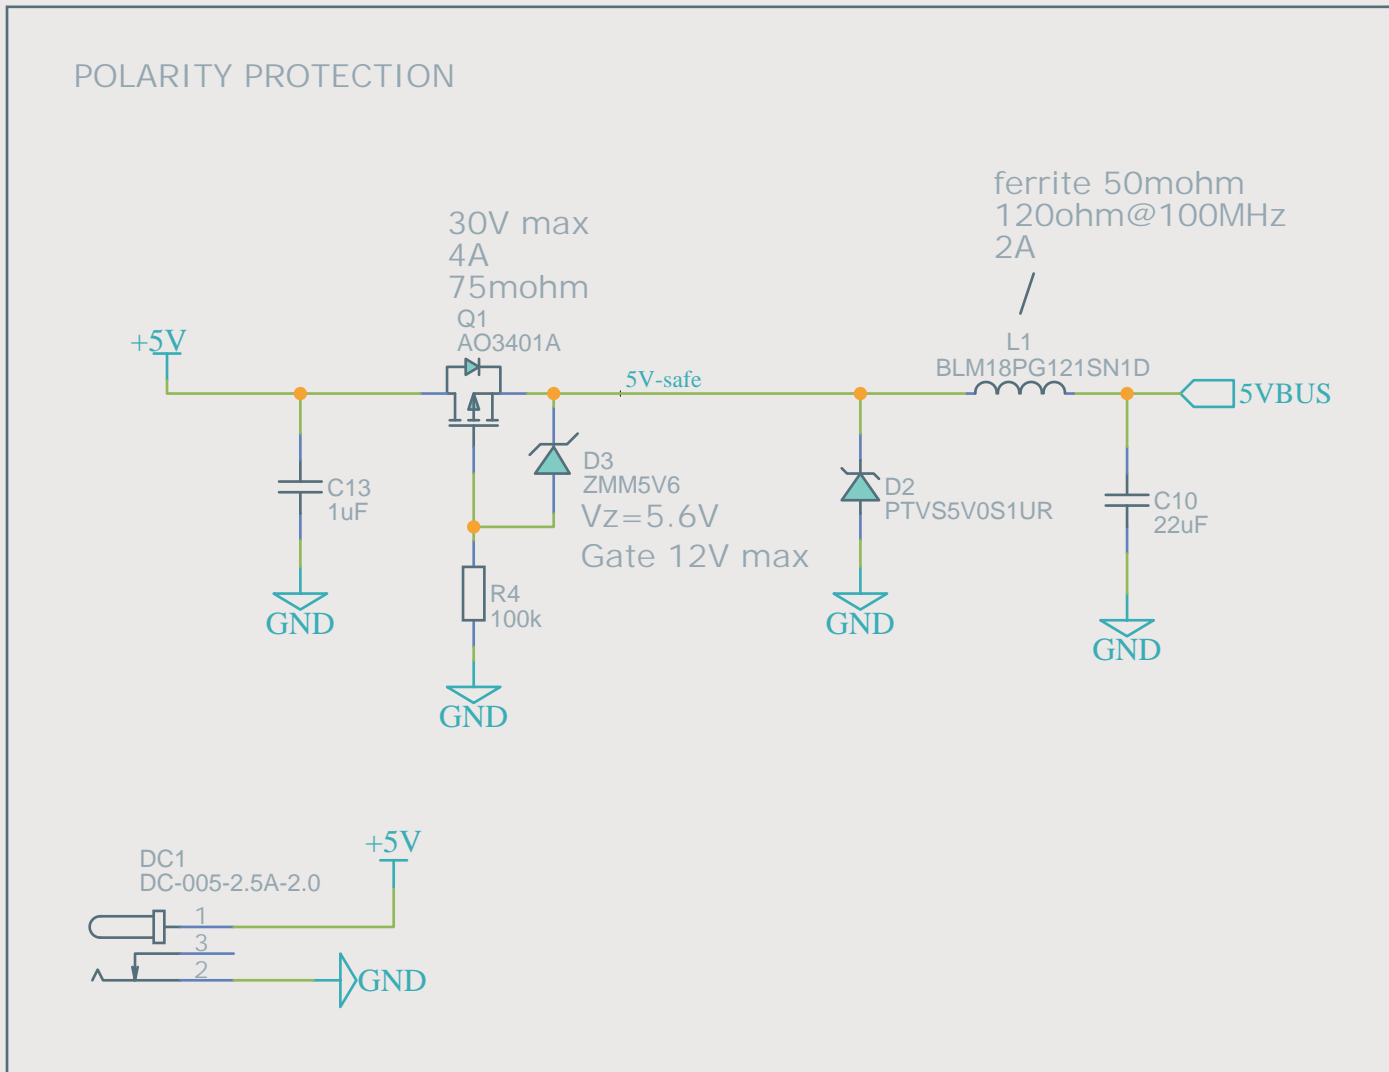 POLARITY PROTECTION
ferrite 50mohm
120ohm@100MHz
2A
30V max
4A
75mohm
Q1
AO3401A
+5V
L1
BLM18PG121SN1D
5V-safe
5VBUS
D3
ZMM5V6
Vz=5.6V
Gate 12V max
C13
1uF
D2
PTVS5V0S1UR
C10
22uF
R4
100k
GND
GND
GND
GND
+5V
DC1
DC-005-2.5A-2.0
1
3
2
GND